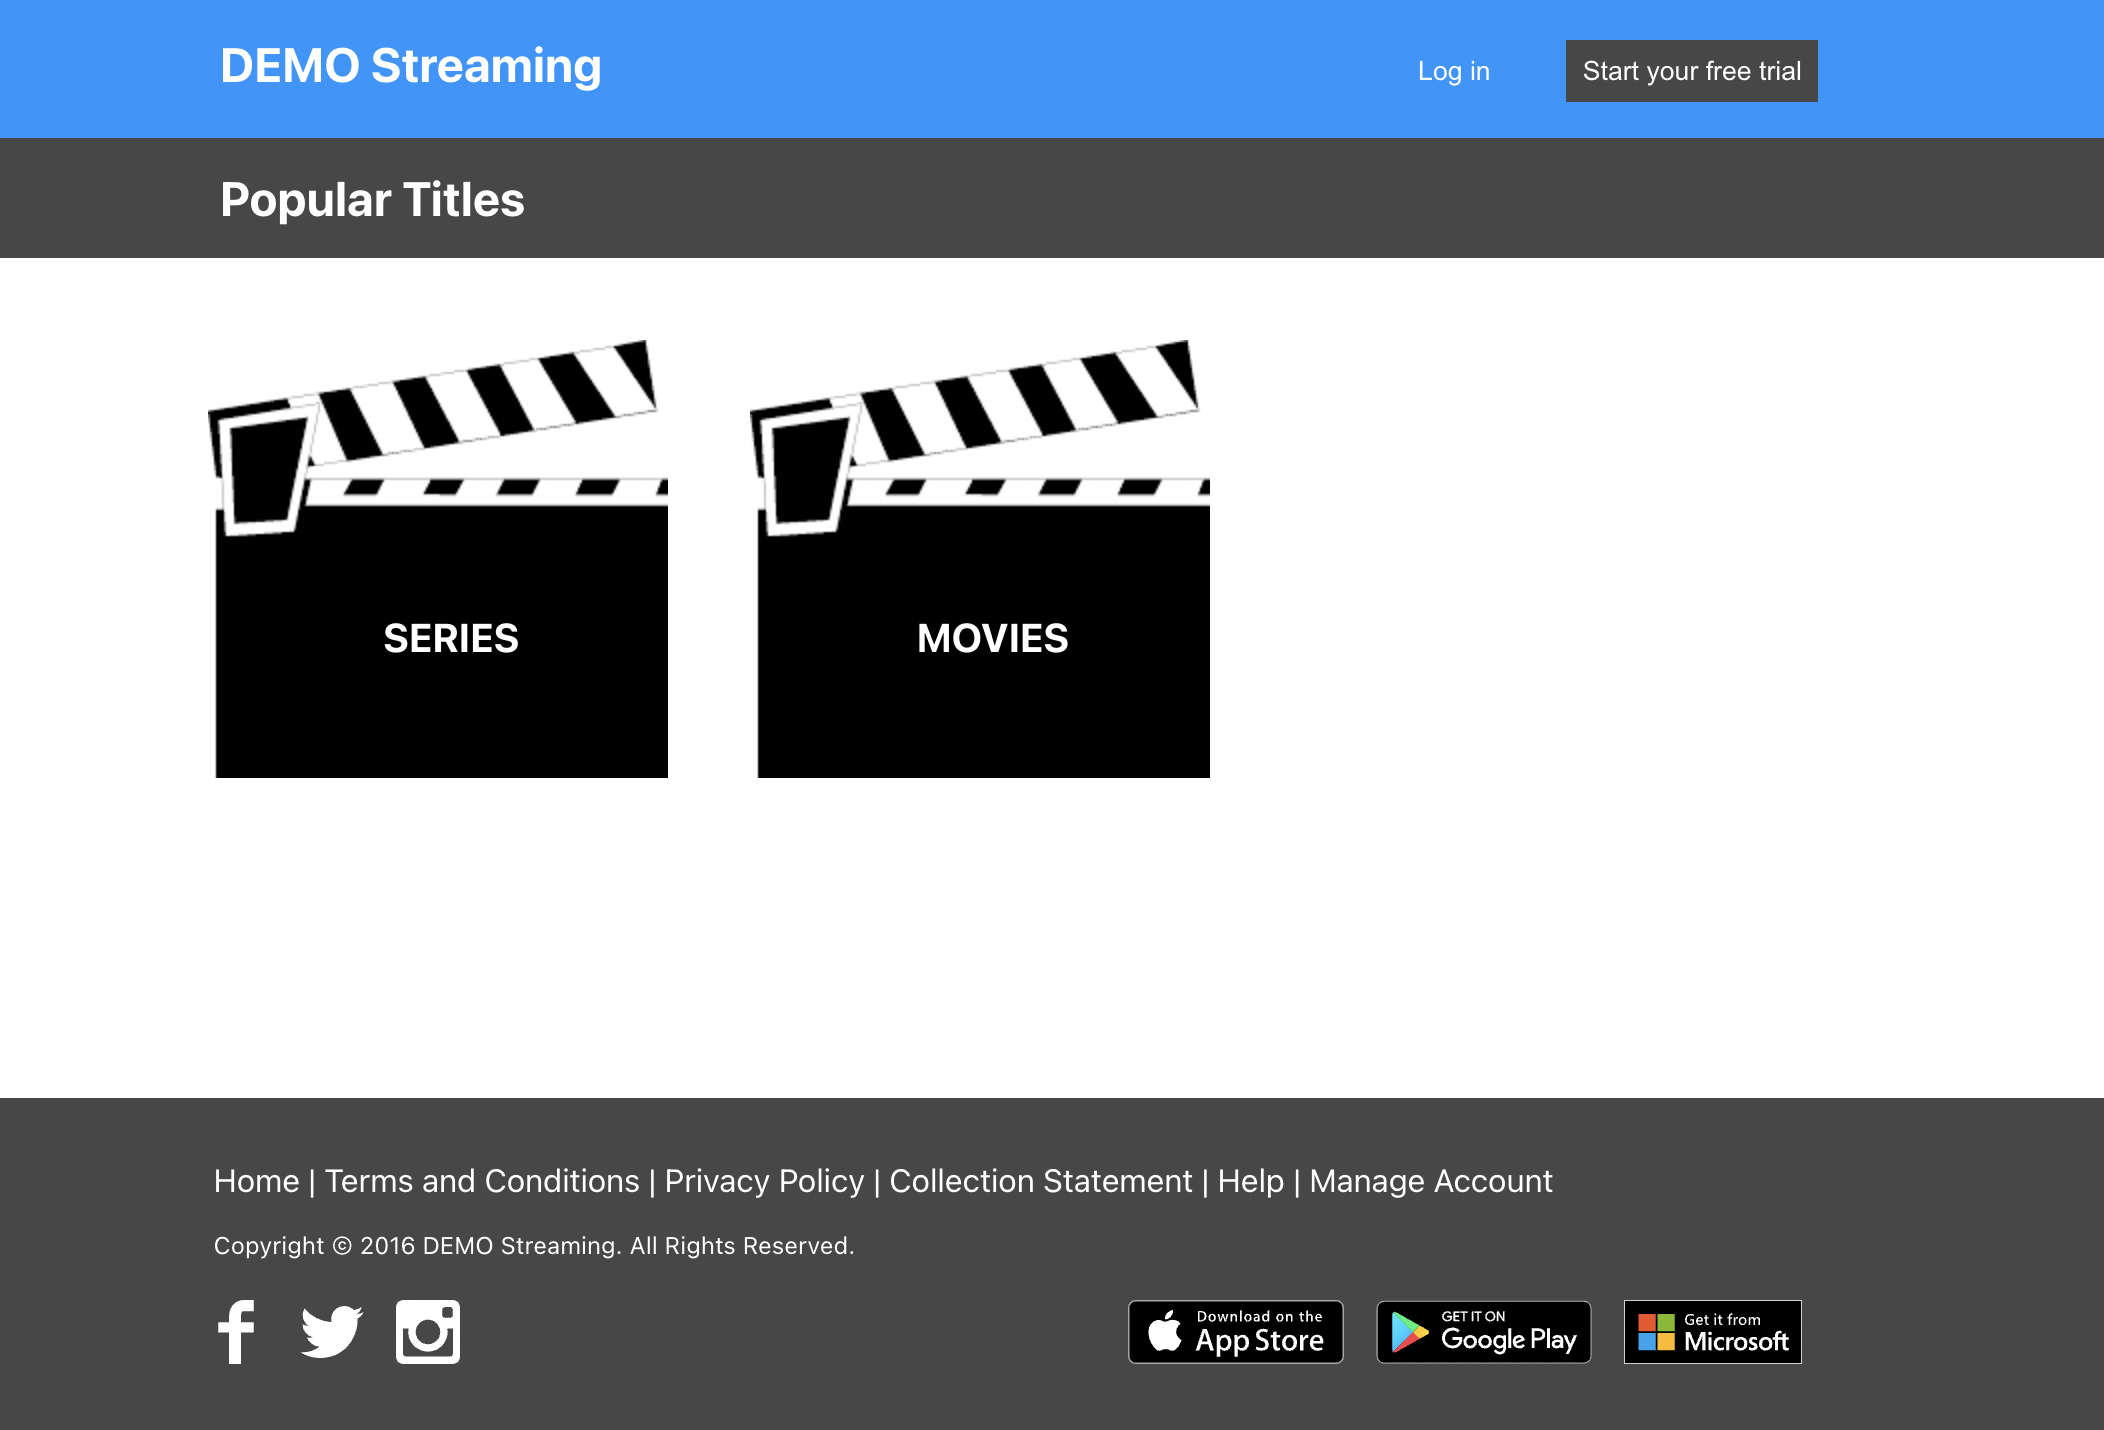 DEMO Streaming
Log in
Start your free trial
Popular Titles
SERIES
MOVIES
Home | Terms and Conditions | Privacy Policy | Collection Statement | Help | Manage Account
Copyright © 2016 DEMO Streaming. All Rights Reserved.
Download on the
App Store
GET IT ON
Google Play
Get it from
Microsoft